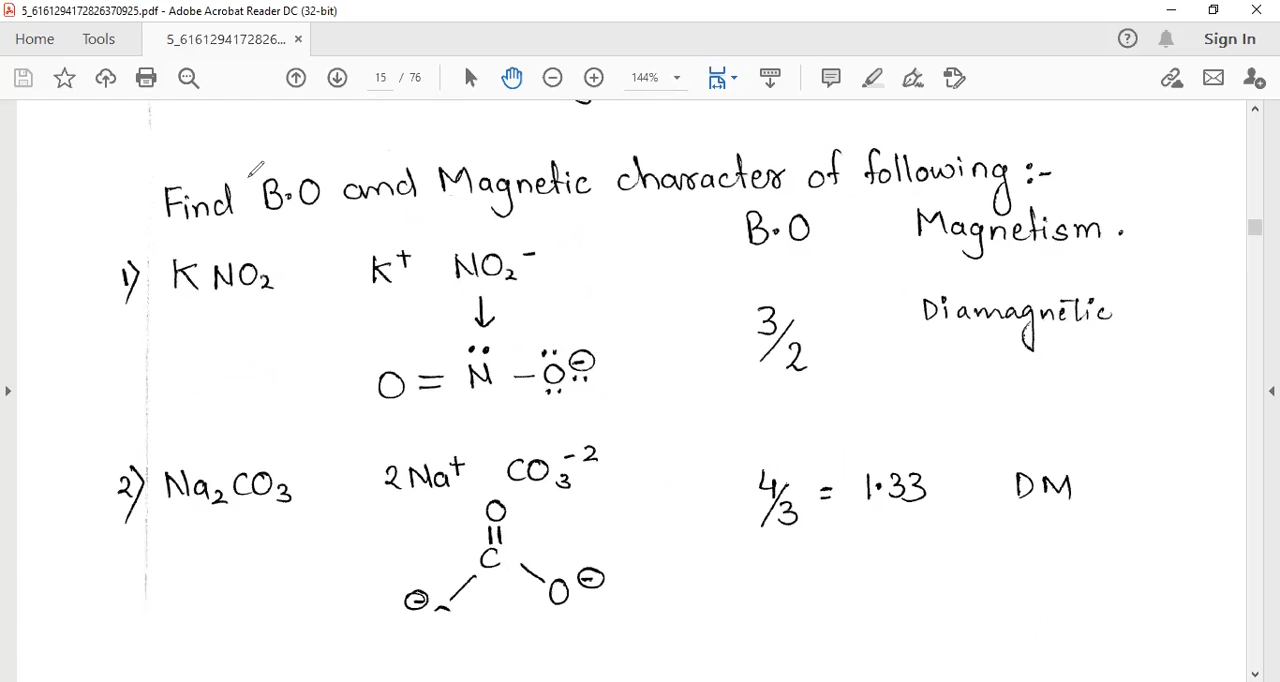 5_6161294172826370925.pdf - Adobe Acrobat Reader DC (32-bit)
Home Tools 5_6161294172826... × Sign In
15 / 76 144%
Find B.O and Magnetic character of following :-
B.O Magnetism.
1) KNO₂ K⁺ NO₂⁻
↓
3/2 Diamagnetic
O = N̈ - Ö⊖
2) Na₂CO₃ 2Na⁺ CO₃⁻² 4/3 = 1.33 DM
O
||
C
⊖ O⊖